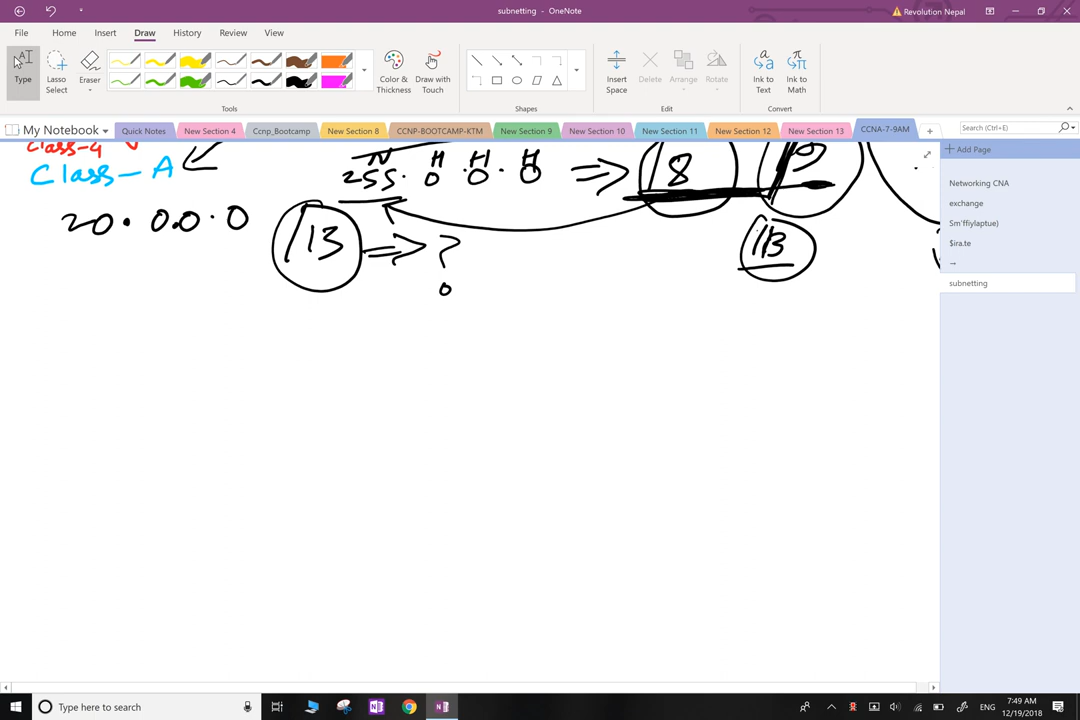 subnetting - OneNote
Revolution Nepal
File Home Insert Draw History Review View
Type
Lasso Select
Eraser
Color & Thickness
Draw with Touch
Insert Space
Delete
Arrange
Rotate
Ink to Text
Ink to Math
Tools
Shapes
Edit
Convert
My Notebook
Quick Notes
New Section 4
Ccnp_Bootcamp
New Section 8
CCNP-BOOTCAMP-KTM
New Section 9
New Section 10
New Section 11
New Section 12
New Section 13
CCNA-7-9AM
Search (Ctrl+E)
Add Page
Networking CNA
exchange
Sm'ffiylaptue)
$ira.te
→
subnetting
Class-A
N H H H
255.0.0.0 ⇒ /8
20.0.0.0 /13 ⇒ ?
/13
Type here to search
ENG
7:49 AM
12/19/2018